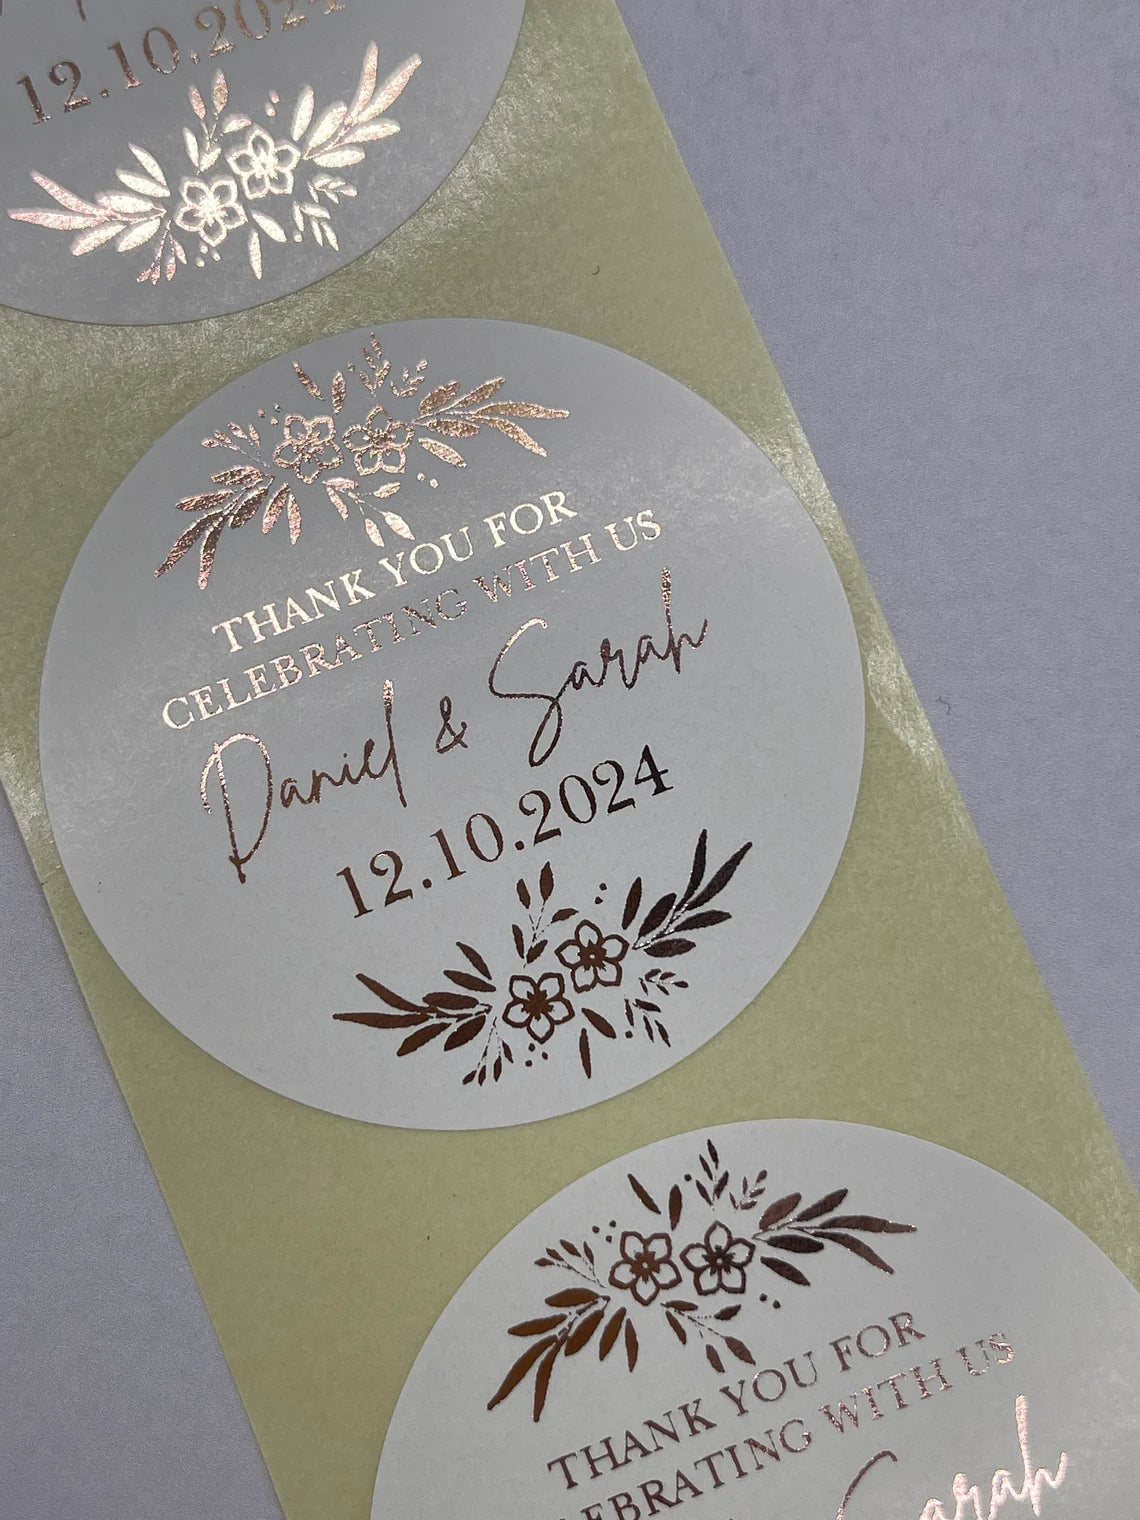 12.10.2024
THANK YOU FOR
CELEBRATING WITH US
Daniel & Sarah
12.10.2024
THANK YOU FOR
LEBRATING WITH US
Sarah